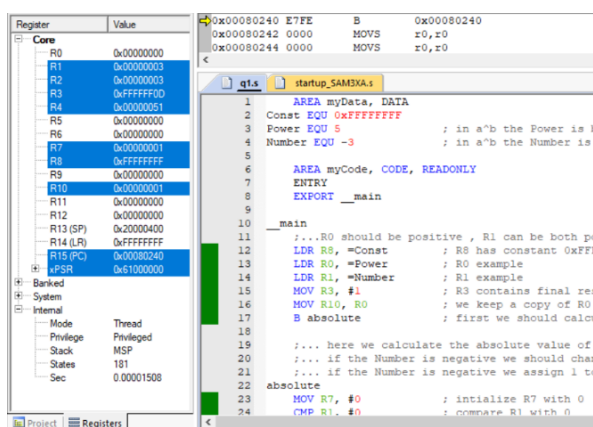 Register Value
Core
R0 0x00000000
R1 0x00000003
R2 0x00000003
R3 0xFFFFFF0D
R4 0x00000051
R5 0x00000000
R6 0x00000000
R7 0x00000001
R8 0xFFFFFFFF
R9 0x00000000
R10 0x00000001
R11 0x00000000
R12 0x00000000
R13 (SP) 0x20000400
R14 (LR) 0xFFFFFFFF
R15 (PC) 0x00080240
xPSR 0x61000000
Banked
System
Internal
Mode Thread
Privilege Privileged
Stack MSP
States 181
Sec 0.00001508
Project Registers
0x00080240 E7FE B 0x00080240
0x00080242 0000 MOVS r0,r0
0x00080244 0000 MOVS r0,r0
q1.s startup_SAM3XA.s
1 AREA myData, DATA
2 Const EQU 0xFFFFFFFF
3 Power EQU 5 ; in a^b the Power is
4 Number EQU -3 ; in a^b the Number is
5
6 AREA myCode, CODE, READONLY
7 ENTRY
8 EXPORT __main
9
10 __main
11 ;...R0 should be positive , R1 can be both
12 LDR R8, =Const ; R8 has constant
13 LDR R0, =Power ; R0 example
14 LDR R1, =Number ; R1 example
15 MOV R3, #1 ; R3 contains final
16 MOV R10, R0 ; we keep a copy of R0
17 B absolute ; first we should
18
19 ;... here we calculate the absolute value of
20 ;... if the Number is negative we should
21 ;... if the Number is negative we assign 1
22 absolute
23 MOV R7, #0 ; intialize R7 with 0
24 CMP R1, #0 ; compare R1 with 0